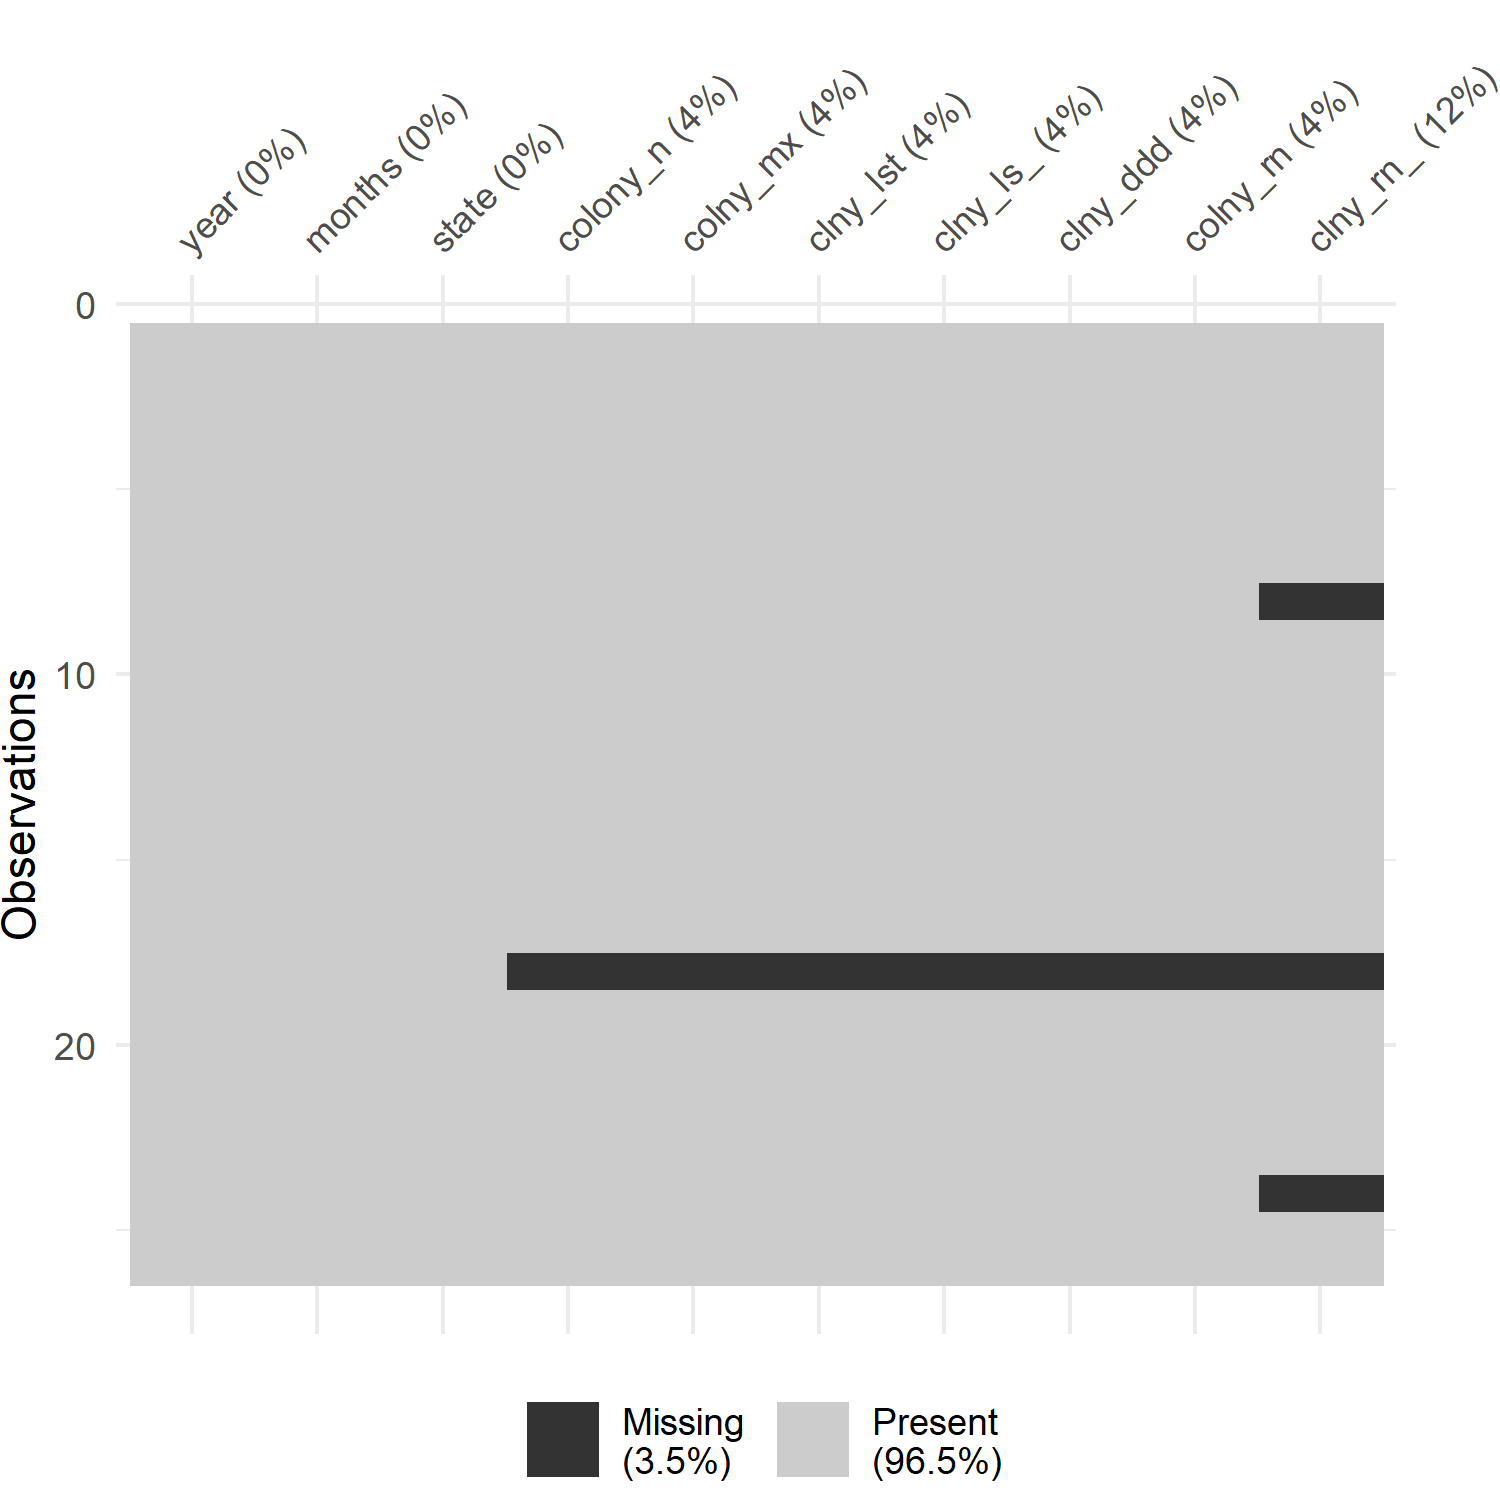 year (0%)
months (0%)
state (0%)
colony_n (4%)
colny_mx (4%)
clny_lst (4%)
clny_ls_ (4%)
clny_ddd (4%)
colny_rn (4%)
clny_rn_ (12%)
0
10
20
Observations
Missing
(3.5%)
Present
(96.5%)